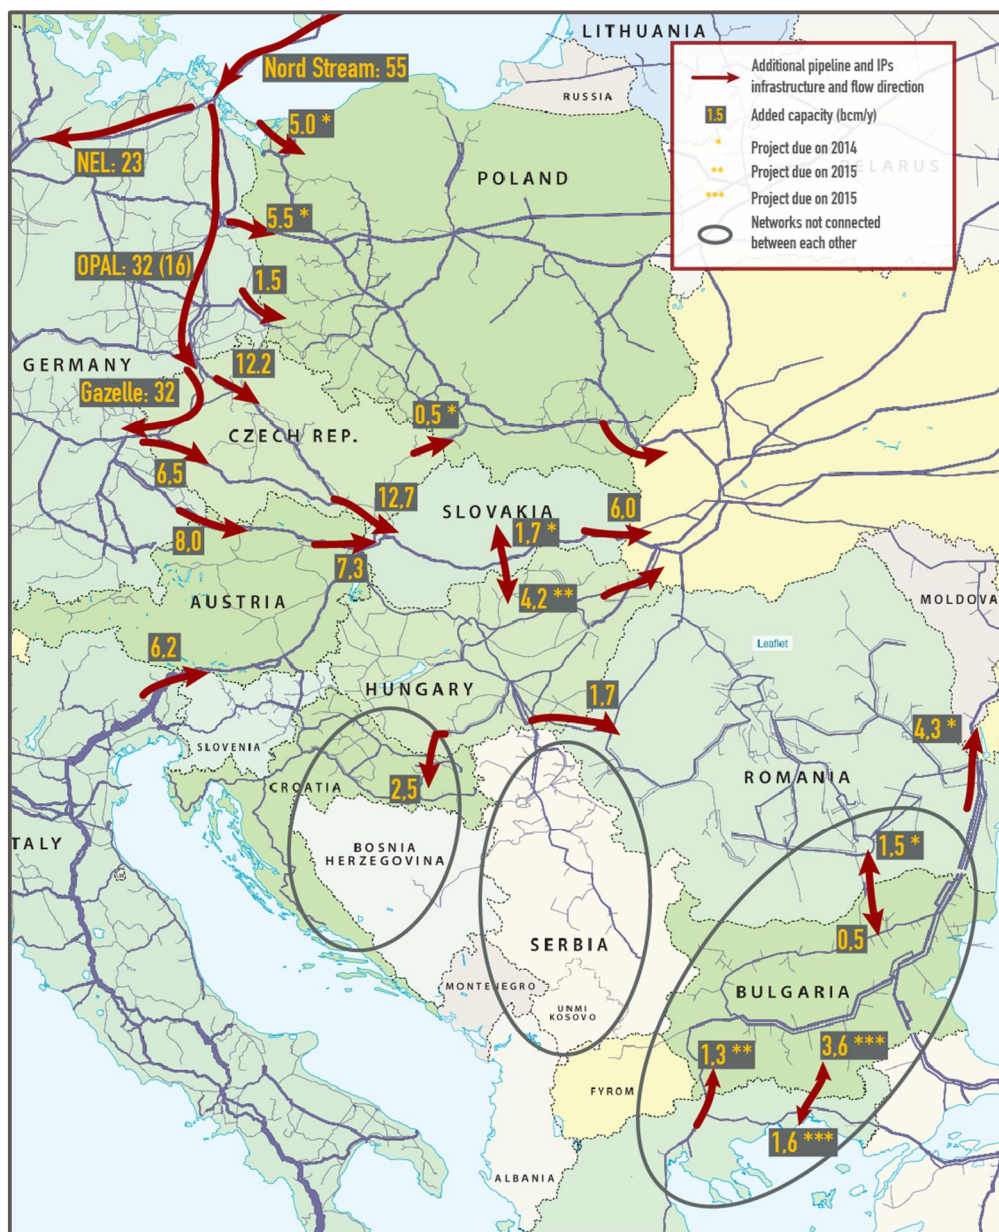 LITHUANIA
RUSSIA
BELARUS
Additional pipeline and IPs
infrastructure and flow direction
1.5
Added capacity (bcm/y)
*
Project due on 2014
**
Project due on 2015
***
Project due on 2015
Networks not connected
between each other
Nord Stream: 55
5.0 *
NEL: 23
POLAND
5.5 *
OPAL: 32 (16)
1.5
GERMANY
12.2
Gazelle: 32
0,5 *
CZECH REP.
6,5
12,7
SLOVAKIA
6,0
8,0
1,7 *
7,3
4,2 **
AUSTRIA
MOLDOVA
Leaflet
6,2
HUNGARY
1,7
SLOVENIA
4,3 *
CROATIA
2,5
ROMANIA
TALY
BOSNIA
HERZEGOVINA
1,5 *
SERBIA
0,5
MONTENEGRO
BULGARIA
UNMI
KOSOVO
1,3 **
3,6 ***
FYROM
1,6 ***
ALBANIA